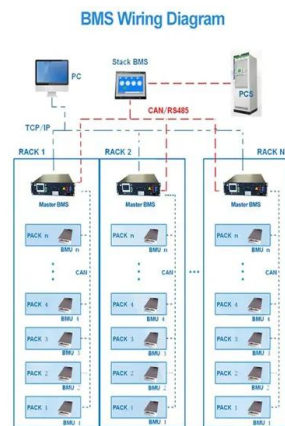 BMS Wiring Diagram
Stack BMS
PC
PCS
CAN/RS485
TCP/IP
RACK 1
RACK 2
RACK N
Master BMS
Master BMS
Master BMS
PACK n
BMU n
PACK n
BMU n
PACK n
BMU n
CAN
CAN
CAN
PACK 4
BMU 4
PACK 4
BMU 4
PACK 4
BMU 4
PACK 3
BMU 3
PACK 3
BMU 3
PACK 3
BMU 3
PACK 2
BMU 2
PACK 2
BMU 2
PACK 2
BMU 2
PACK 1
BMU 1
PACK 1
BMU 1
PACK 1
BMU 1